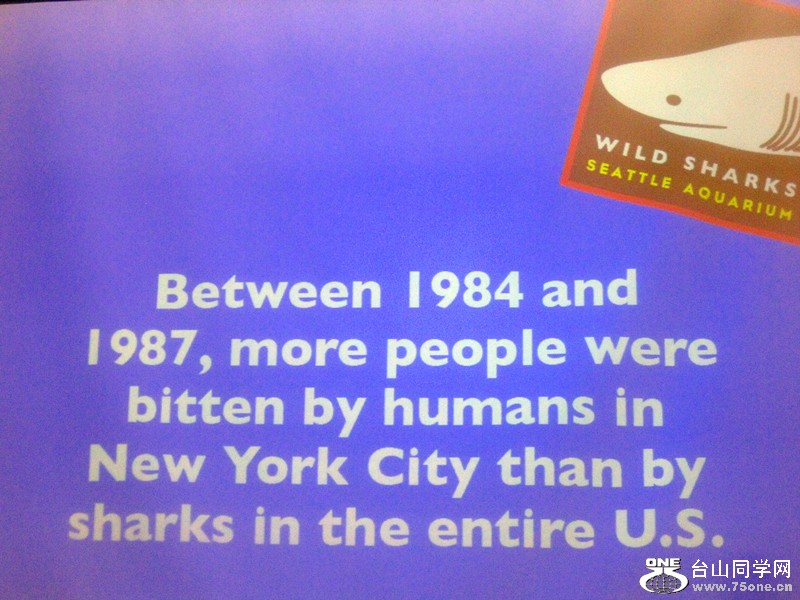 WILD SHARKS
SEATTLE AQUARIUM
Between 1984 and
1987, more people were
bitten by humans in
New York City than by
sharks in the entire U.S.
ONE
台山同学网
www.75one.cn